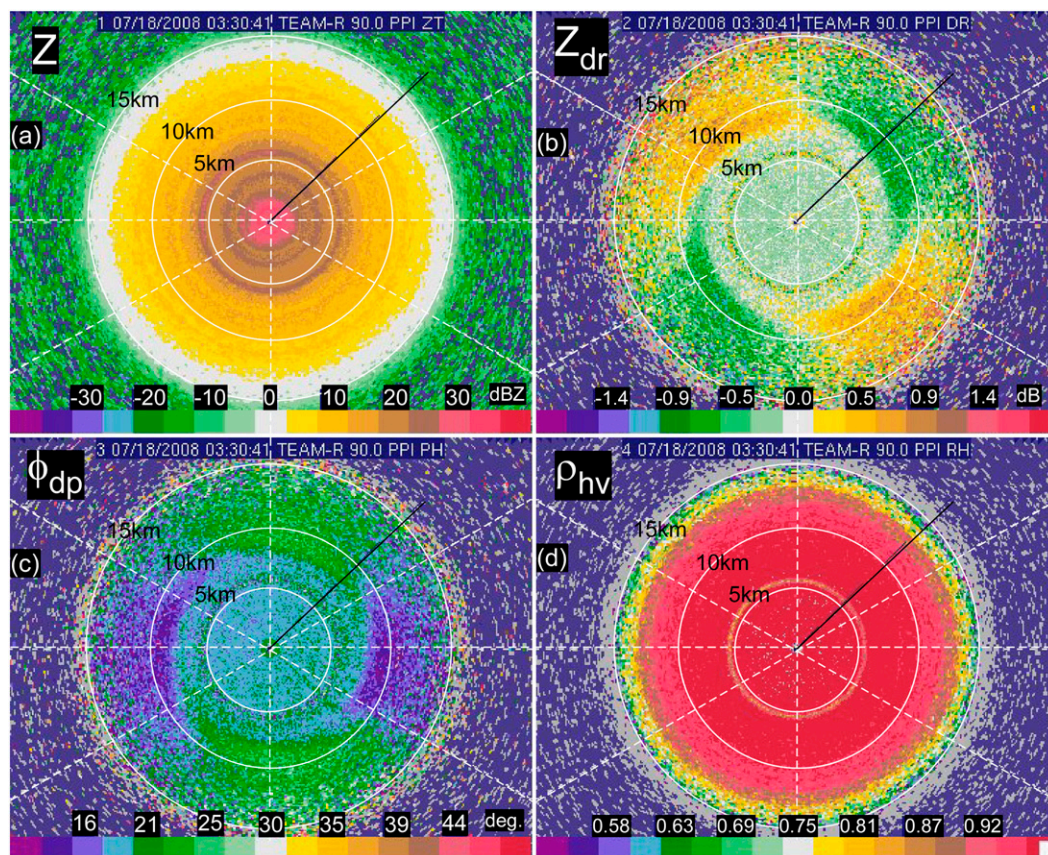 1 07/18/2008 03:30:41 TEAM-R 90.0 PPI ZT
Z
15km
10km
5km
(a)
-30 -20 -10 0 10 20 30 dBZ
2 07/18/2008 03:30:41 TEAM-R 90.0 PPI DR
Zdr
15km
10km
5km
(b)
-1.4 -0.9 -0.5 0.0 0.5 0.9 1.4 dB.
3 07/18/2008 03:30:41 TEAM-R 90.0 PPI PH
ϕdp
15km
10km
5km
(c)
16 21 25 30 35 39 44 deg.
4 07/18/2008 03:30:41 TEAM-R 90.0 PPI RH
ρhv
15km
10km
5km
(d)
0.58 0.63 0.69 0.75 0.81 0.87 0.92